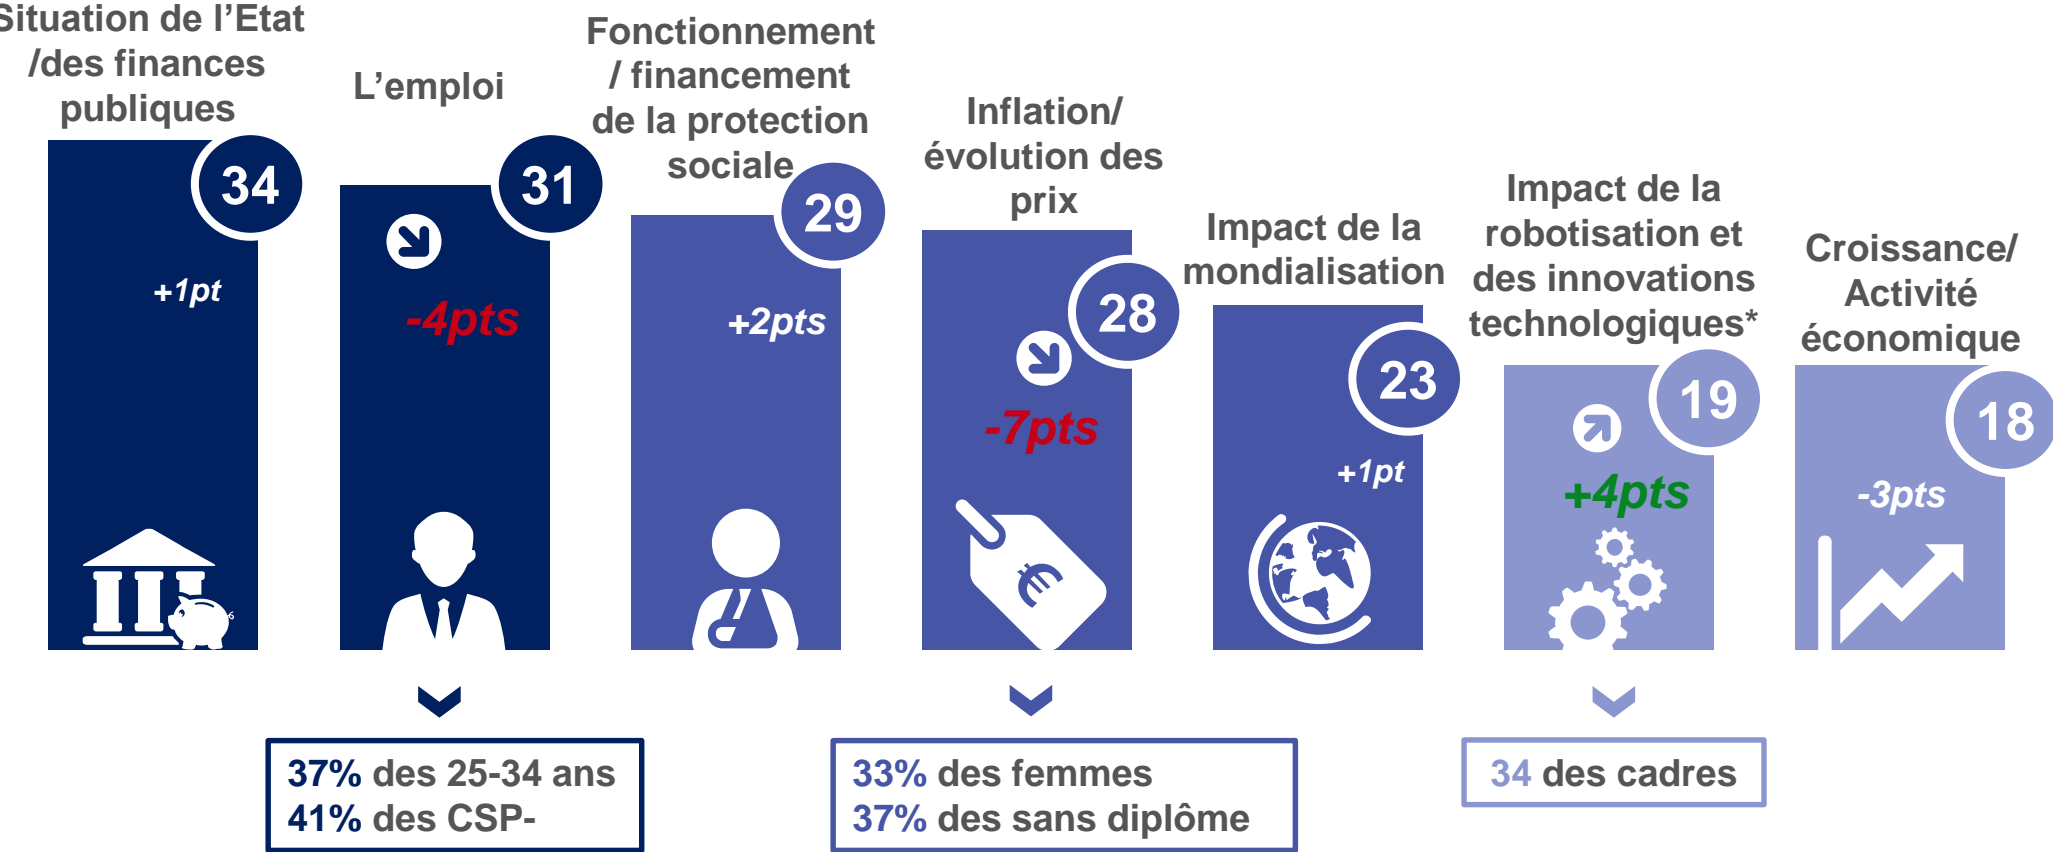 Situation de l’Etat
/des finances
publiques
34
+1pt
L’emploi
31
-4pts
Fonctionnement
/ financement
de la protection
sociale
29
+2pts
Inflation/
évolution des
prix
28
-7pts
€
Impact de la
mondialisation
23
+1pt
Impact de la
robotisation et
des innovations
technologiques*
19
+4pts
Croissance/
Activité
économique
18
-3pts
37% des 25-34 ans
41% des CSP-
33% des femmes
37% des sans diplôme
34 des cadres